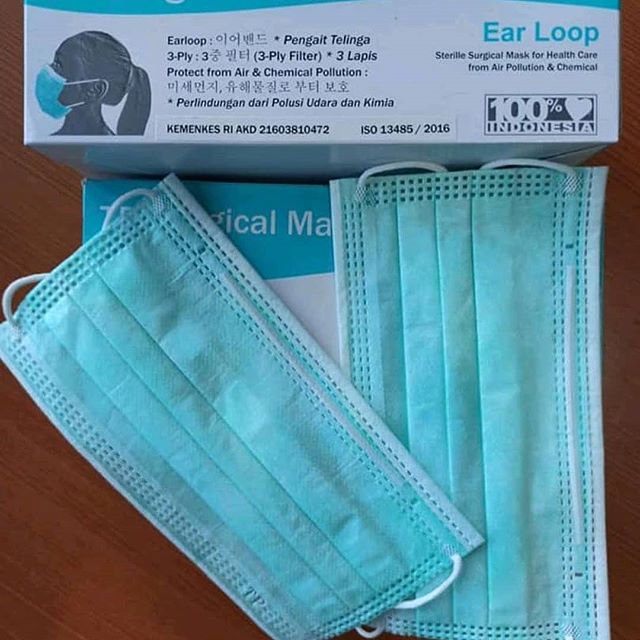 Ear Loop
Earloop : 이어밴드 * Pengait Telinga
3-Ply : 3중 필터 (3-Ply Filter) * 3 Lapis
Protect from Air & Chemical Pollution :
미세먼지, 유해물질로 부터 보호
* Perlindungan dari Polusi Udara dan Kimia
Sterille Surgical Mask for Health Care
from Air Pollution & Chemical
KEMENKES RI AKD 21603810472
ISO 13485 / 2016
100%
INDONESIA
gical Ma